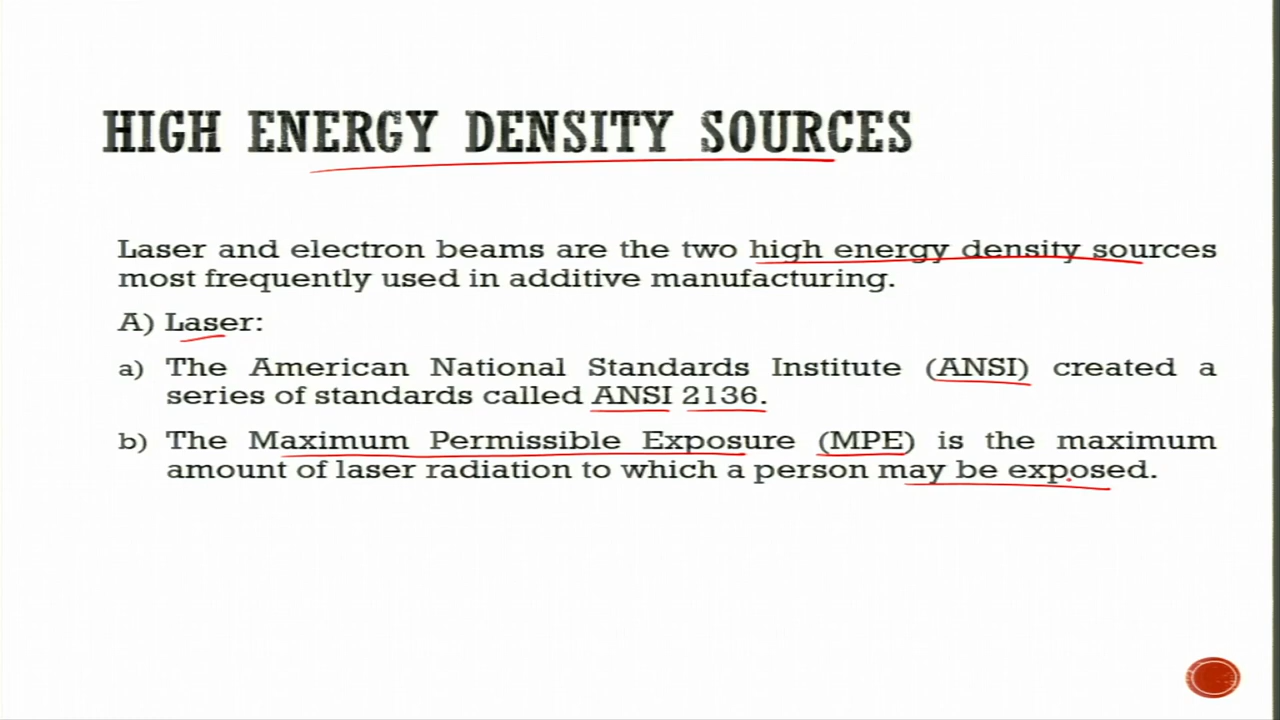 HIGH ENERGY DENSITY SOURCES
Laser and electron beams are the two high energy density sources
most frequently used in additive manufacturing.
A) Laser:
a) The American National Standards Institute (ANSI) created a
series of standards called ANSI 2136.
b) The Maximum Permissible Exposure (MPE) is the maximum
amount of laser radiation to which a person may be exposed.